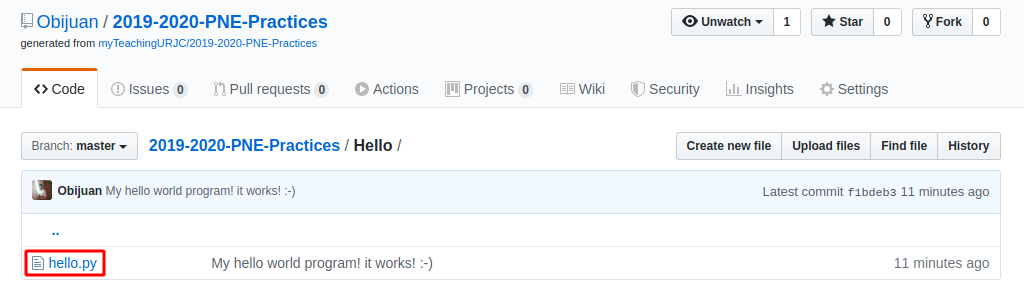 Obijuan / 2019-2020-PNE-Practices Unwatch 1 Star 0 Fork 0
generated from myTeachingURJC/2019-2020-PNE-Practices
Code Issues 0 Pull requests 0 Actions Projects 0 Wiki Security Insights Settings
Branch: master 2019-2020-PNE-Practices / Hello / Create new file Upload files Find file History
Obijuan My hello world program! it works! :-) Latest commit f1bdeb3 11 minutes ago
..
hello.py My hello world program! it works! :-) 11 minutes ago